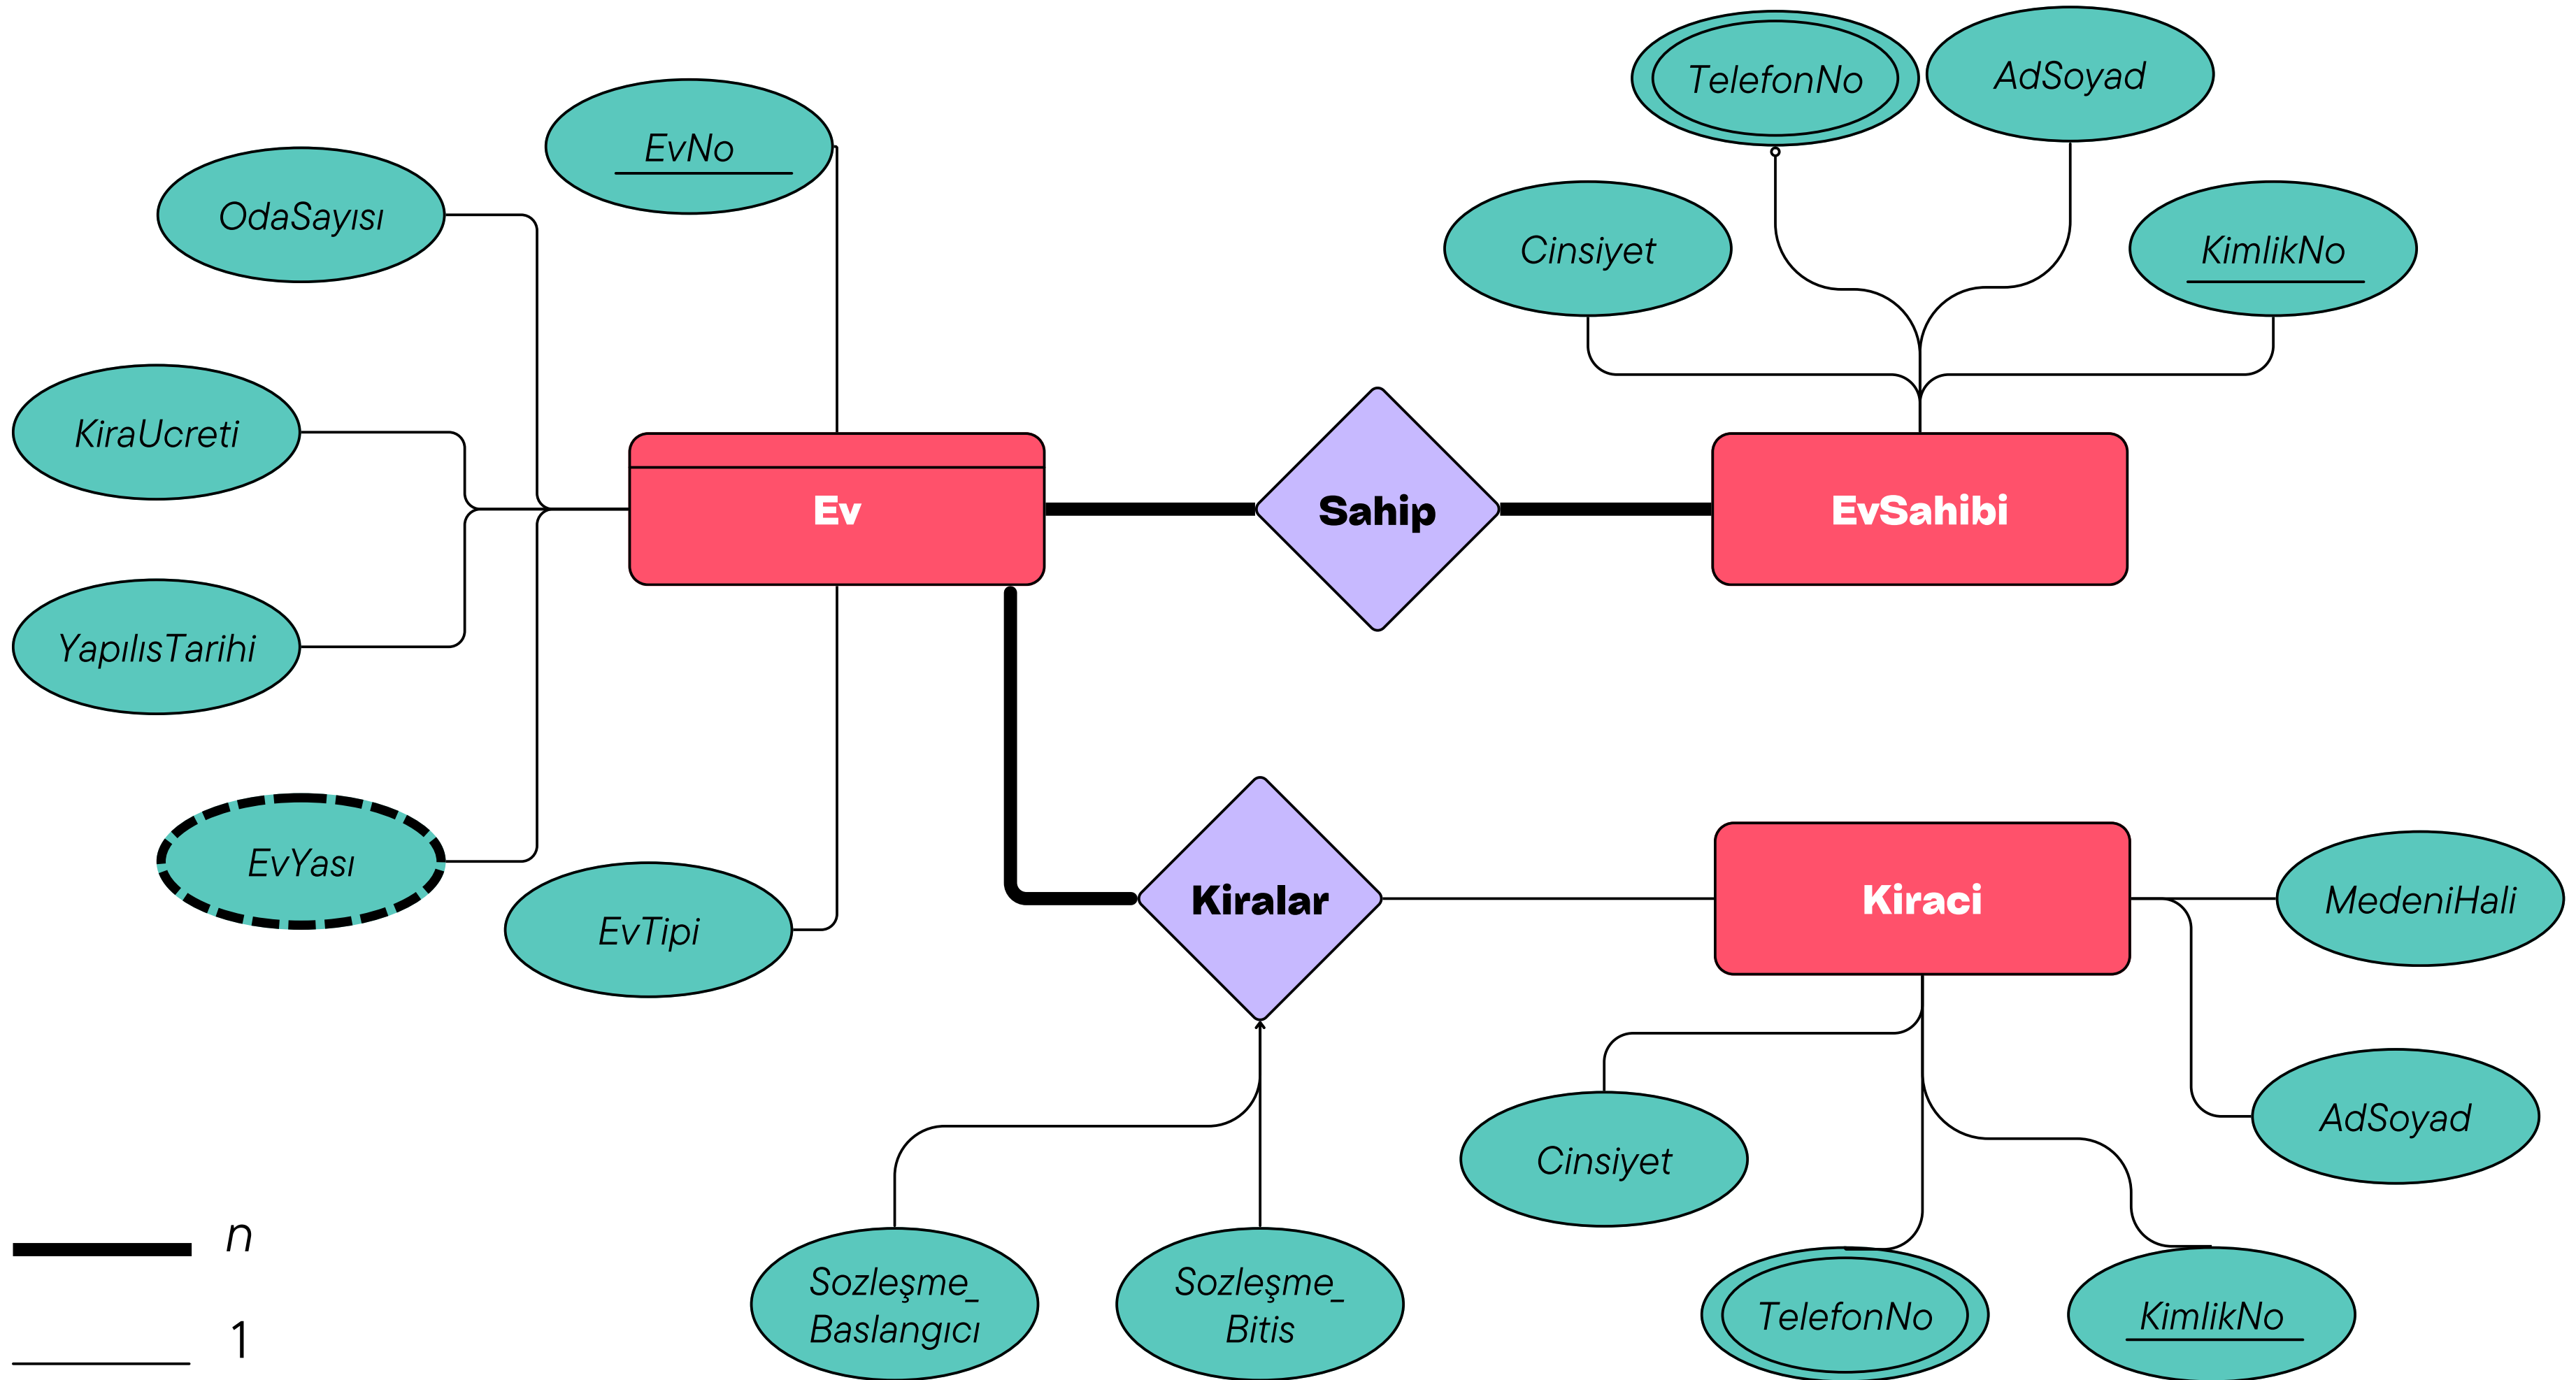 TelefonNo
AdSoyad
EvNo
OdaSayısı
Cinsiyet
KimlikNo
KiraUcreti
Ev
Sahip
EvSahibi
YapılısTarihi
EvYası
EvTipi
Kiralar
Kiraci
MedeniHali
AdSoyad
Cinsiyet
n
Sozleşme_
Baslangıcı
Sozleşme_
Bitis
TelefonNo
KimlikNo
1